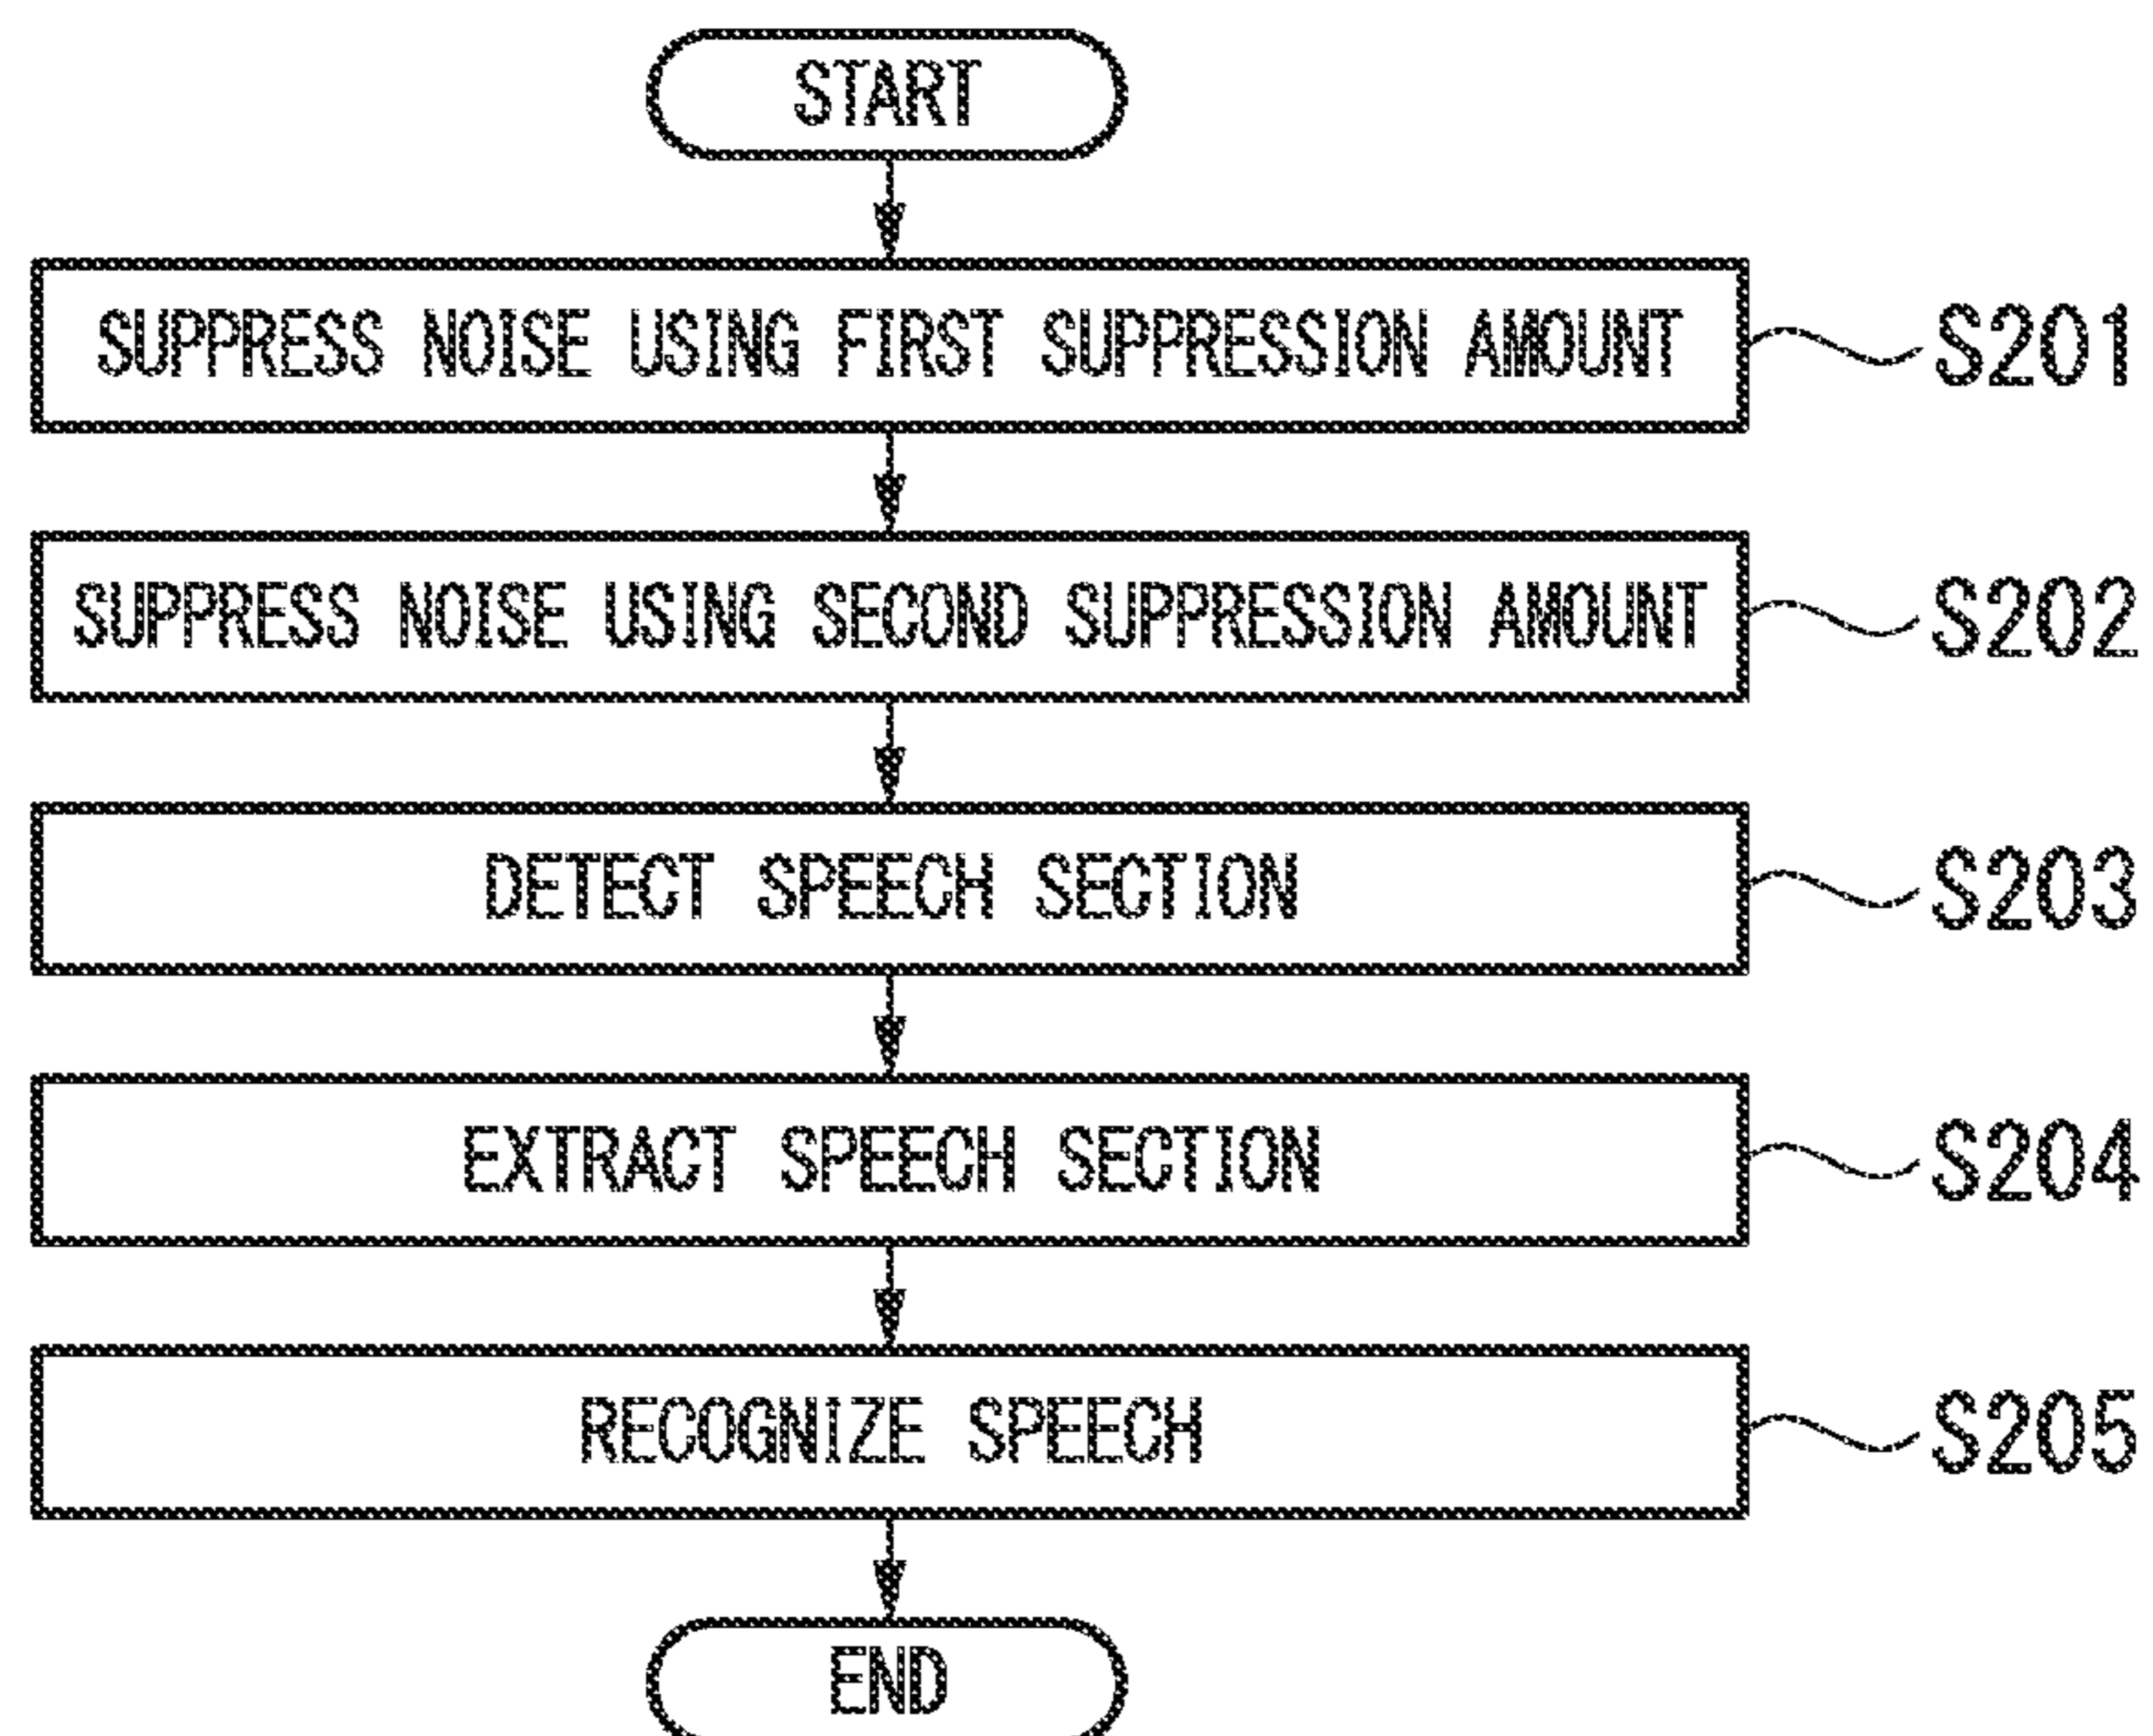 START
SUPPRESS NOISE USING FIRST SUPPRESSION AMOUNT S201
SUPPRESS NOISE USING SECOND SUPPRESSION AMOUNT S202
DETECT SPEECH SECTION S203
EXTRACT SPEECH SECTION S204
RECOGNIZE SPEECH S205
END